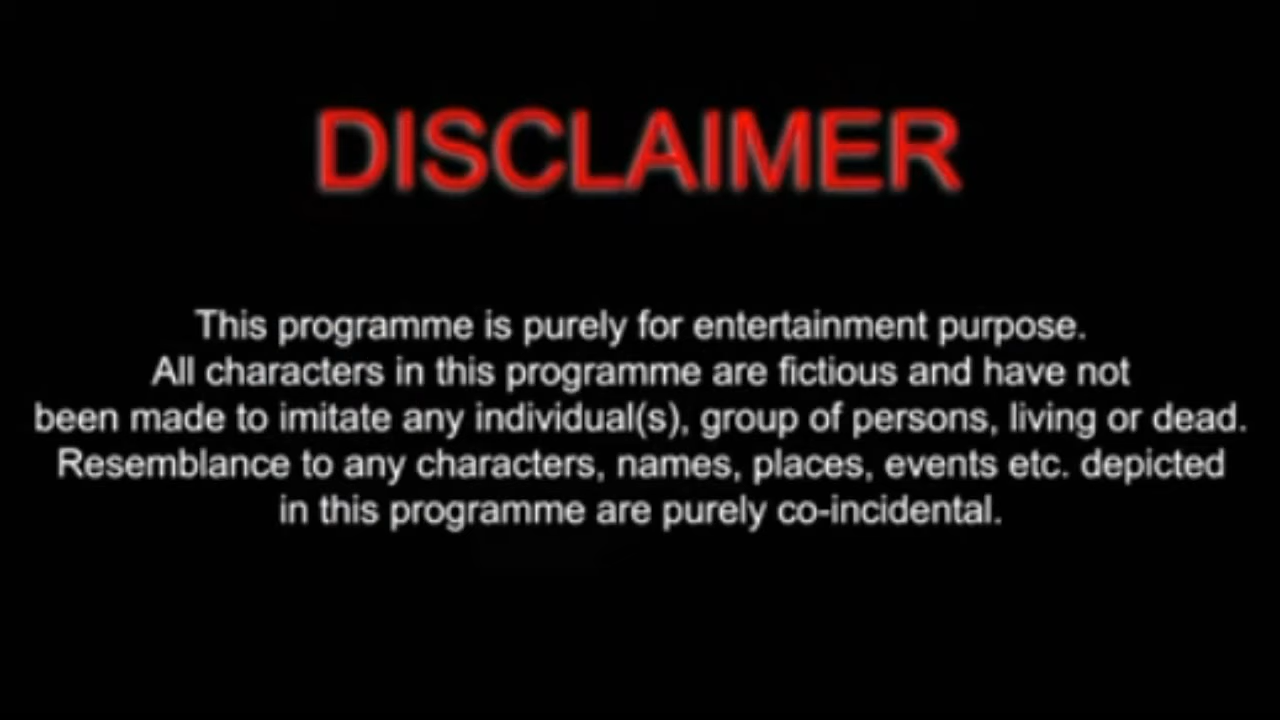 DISCLAIMER
This programme is purely for entertainment purpose.
All characters in this programme are fictious and have not
been made to imitate any individual(s), group of persons, living or dead.
Resemblance to any characters, names, places, events etc. depicted
in this programme are purely co-incidental.